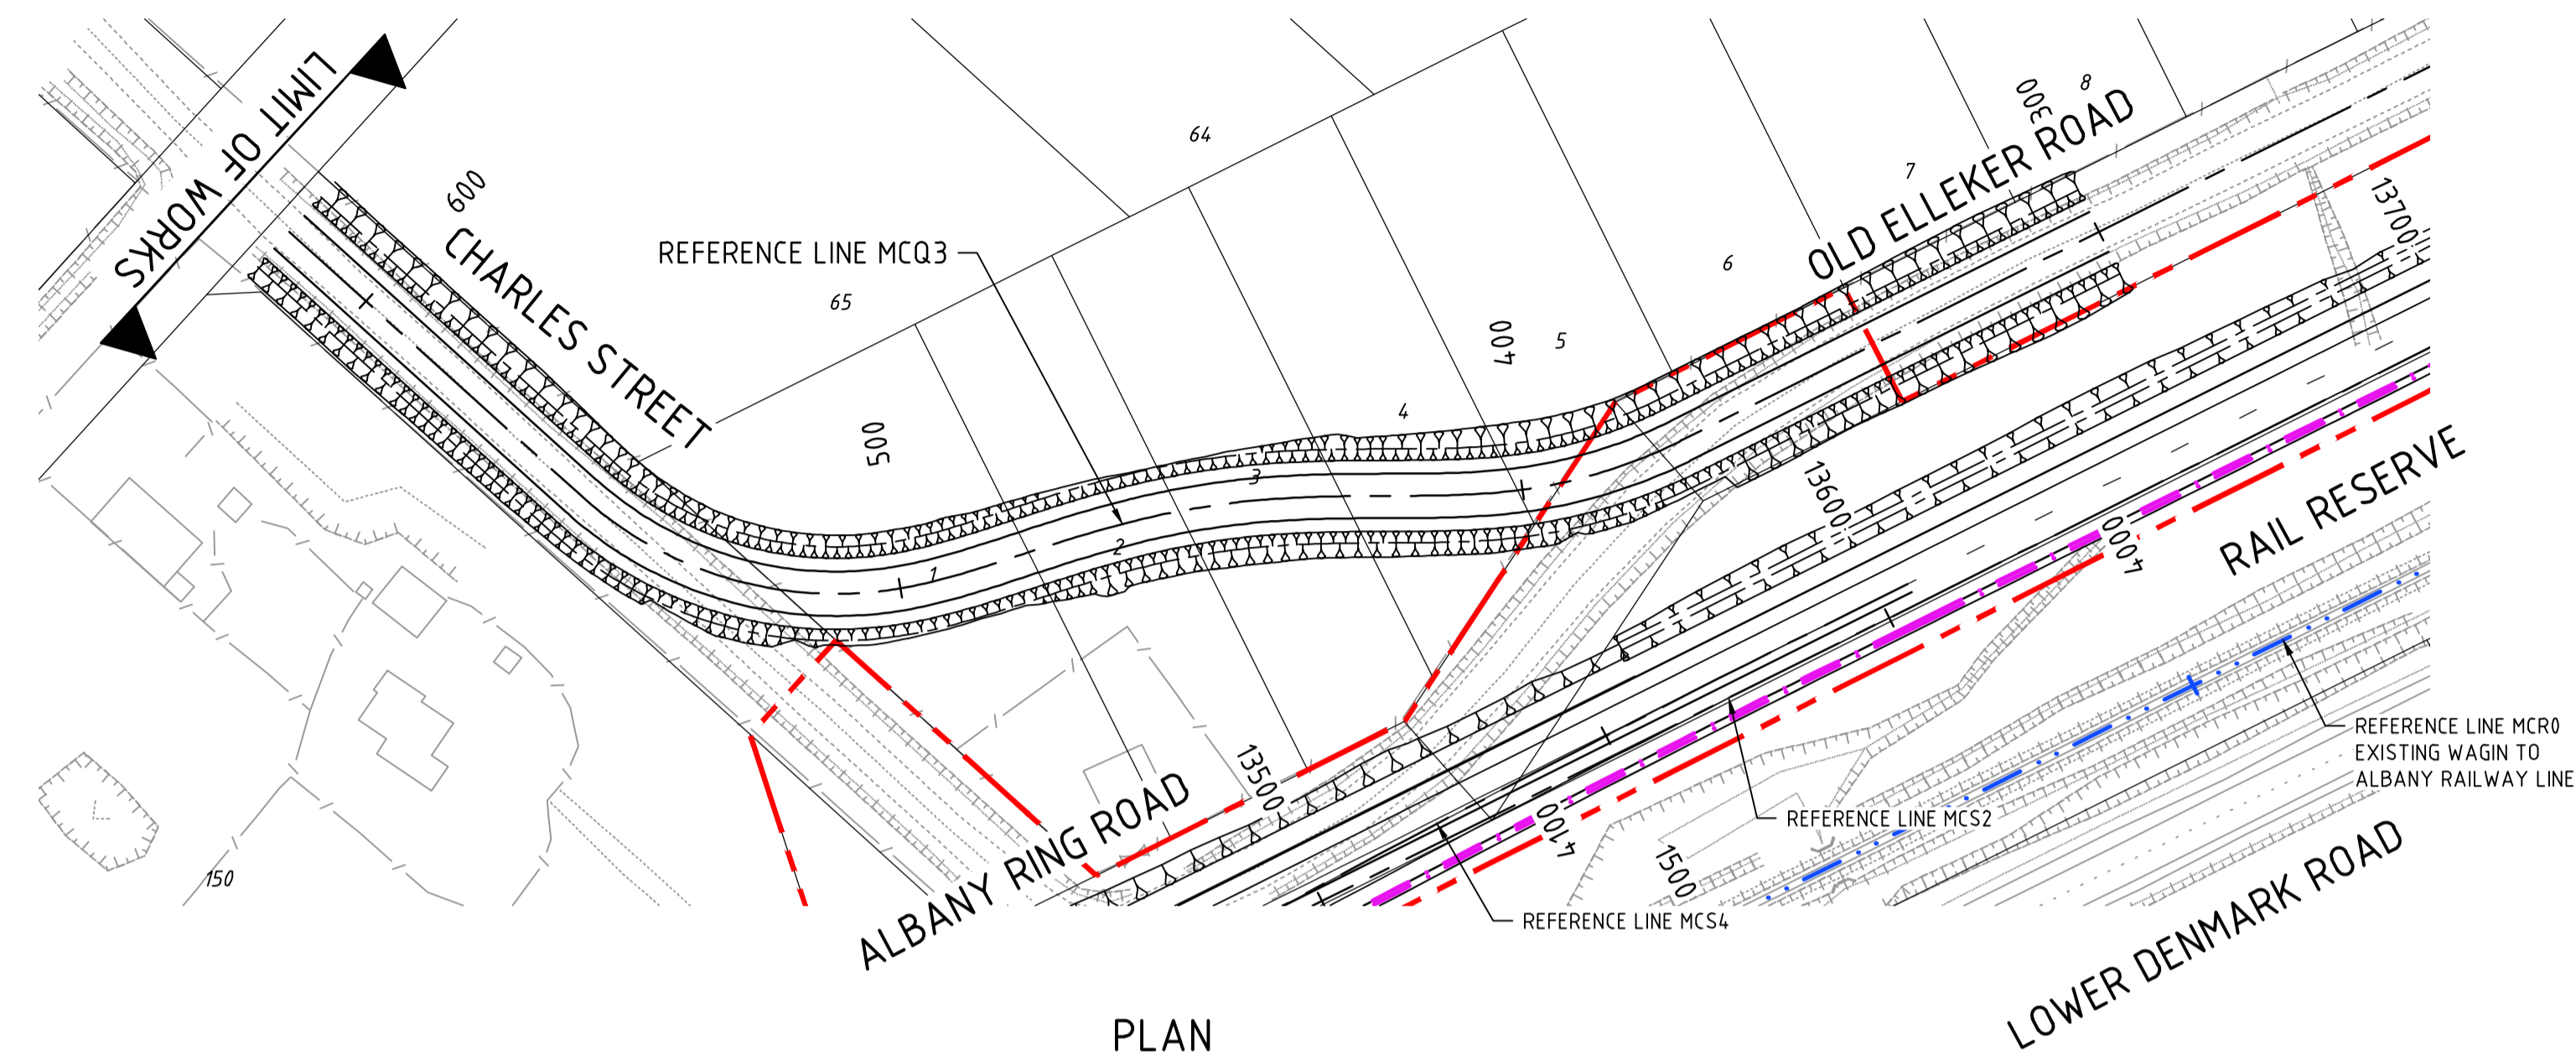 LIMIT OF WORKS
600
CHARLES STREET
REFERENCE LINE MCQ3
64
65
500
400
4
5
6
7
8
300
OLD ELLEKER ROAD
13700
3
2
1
13600
4000
RAIL RESERVE
REFERENCE LINE MCR0
EXISTING WAGIN TO
ALBANY RAILWAY LINE
13500
4100
REFERENCE LINE MCS2
1500
150
ALBANY RING ROAD
REFERENCE LINE MCS4
LOWER DENMARK ROAD
PLAN